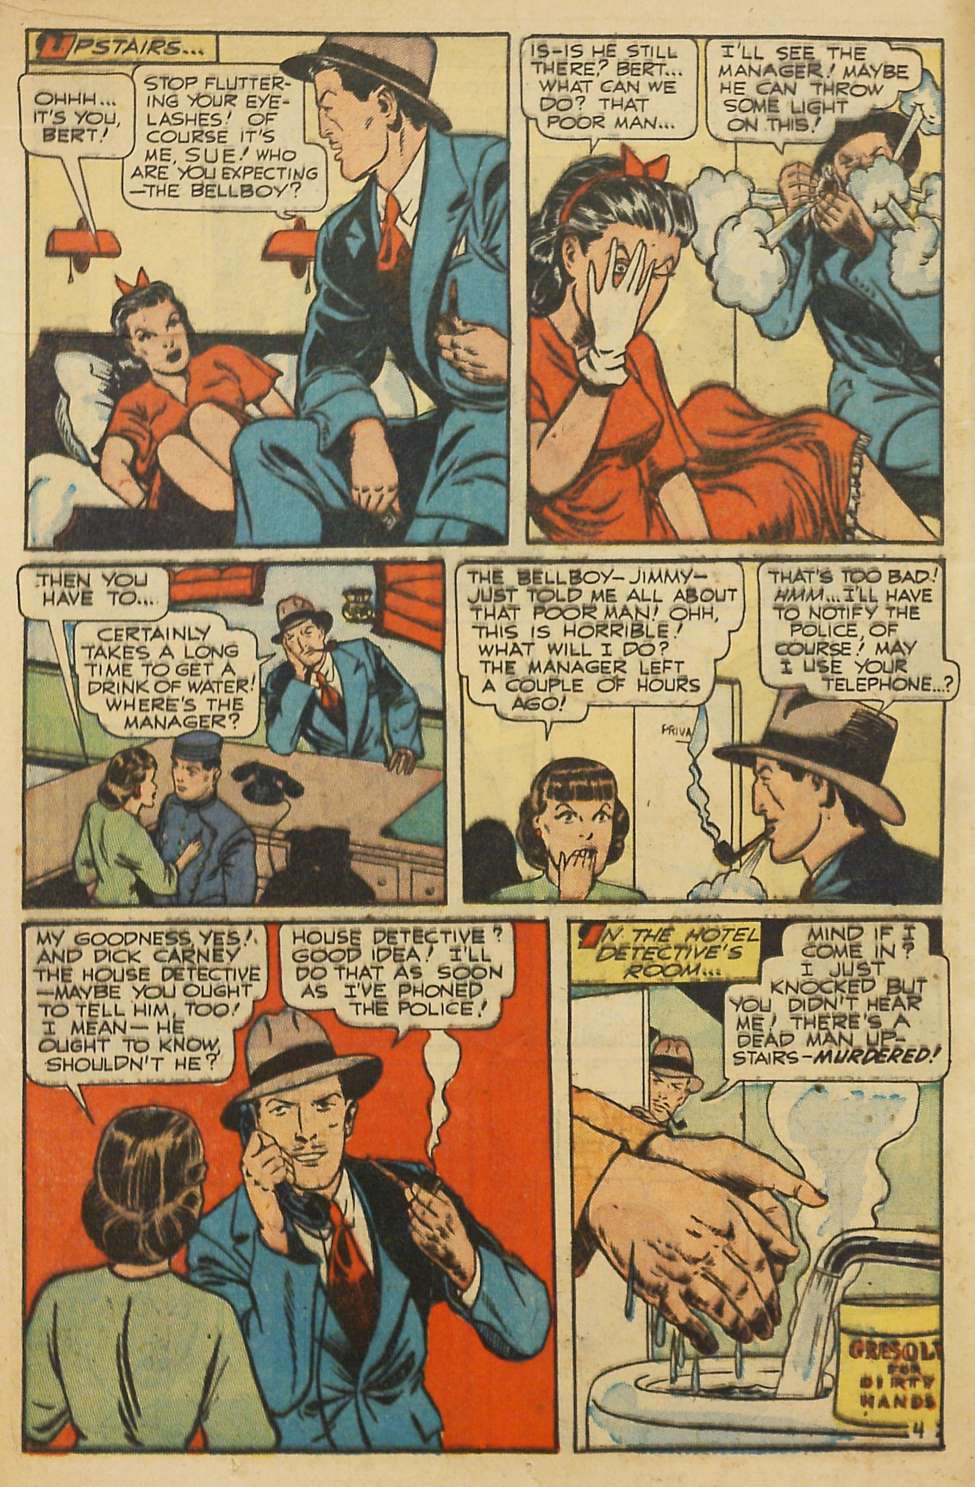 UPSTAIRS...
OHHH...
IT'S YOU,
BERT!
STOP FLUTTER-
ING YOUR EYE-
LASHES! OF
COURSE IT'S
ME, SUE! WHO
ARE YOU EXPECTING
—THE BELLBOY?
IS-IS HE STILL
THERE? BERT...
WHAT CAN WE
DO? THAT
POOR MAN...
I'LL SEE THE
MANAGER! MAYBE
HE CAN THROW
SOME LIGHT
ON THIS!
THEN YOU
HAVE TO....
CERTAINLY
TAKES A LONG
TIME TO GET A
DRINK OF WATER!
WHERE'S THE
MANAGER?
THE BELLBOY—JIMMY—
JUST TOLD ME ALL ABOUT
THAT POOR MAN! OHH,
THIS IS HORRIBLE!
WHAT WILL I DO?
THE MANAGER LEFT
A COUPLE OF HOURS
AGO!
THAT'S TOO BAD!
HMM...I'LL HAVE
TO NOTIFY THE
POLICE, OF
COURSE! MAY
I USE YOUR
TELEPHONE...?
PRIVA
MY GOODNESS, YES!
AND DICK CARNEY
THE HOUSE DETECTIVE
—MAYBE YOU OUGHT
TO TELL HIM, TOO!
I MEAN—HE
OUGHT TO KNOW,
SHOULDN'T HE?
HOUSE DETECTIVE?
GOOD IDEA! I'LL
DO THAT AS SOON
AS I'VE PHONED
THE POLICE!
IN THE HOTEL
DETECTIVE'S
ROOM...
MIND IF I
COME IN?
I JUST
KNOCKED BUT
YOU DIDN'T HEAR
ME! THERE'S A
DEAD MAN UP-
STAIRS—MURDERED!
GRESOLV
FOR
DIRTY
HANDS
4